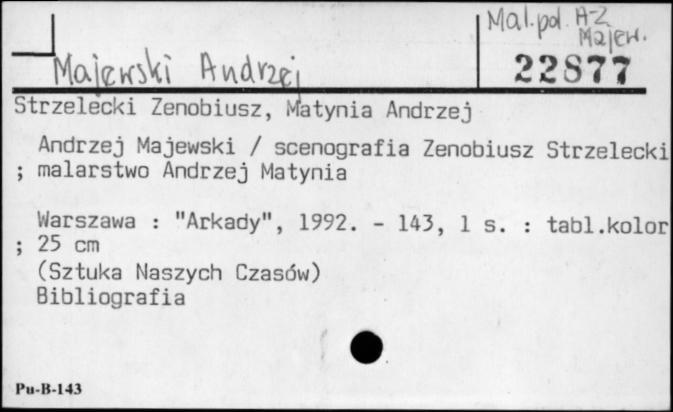 Mal.pol. A-Z
Majew.
Majewski Andrzej
22877
Strzelecki Zenobiusz, Matynia Andrzej
Andrzej Majewski / scenografia Zenobiusz Strzelecki
; malarstwo Andrzej Matynia
Warszawa : "Arkady", 1992. - 143, 1 s. : tabl.kolor
; 25 cm
(Sztuka Naszych Czasów)
Bibliografia
Pu-B-143